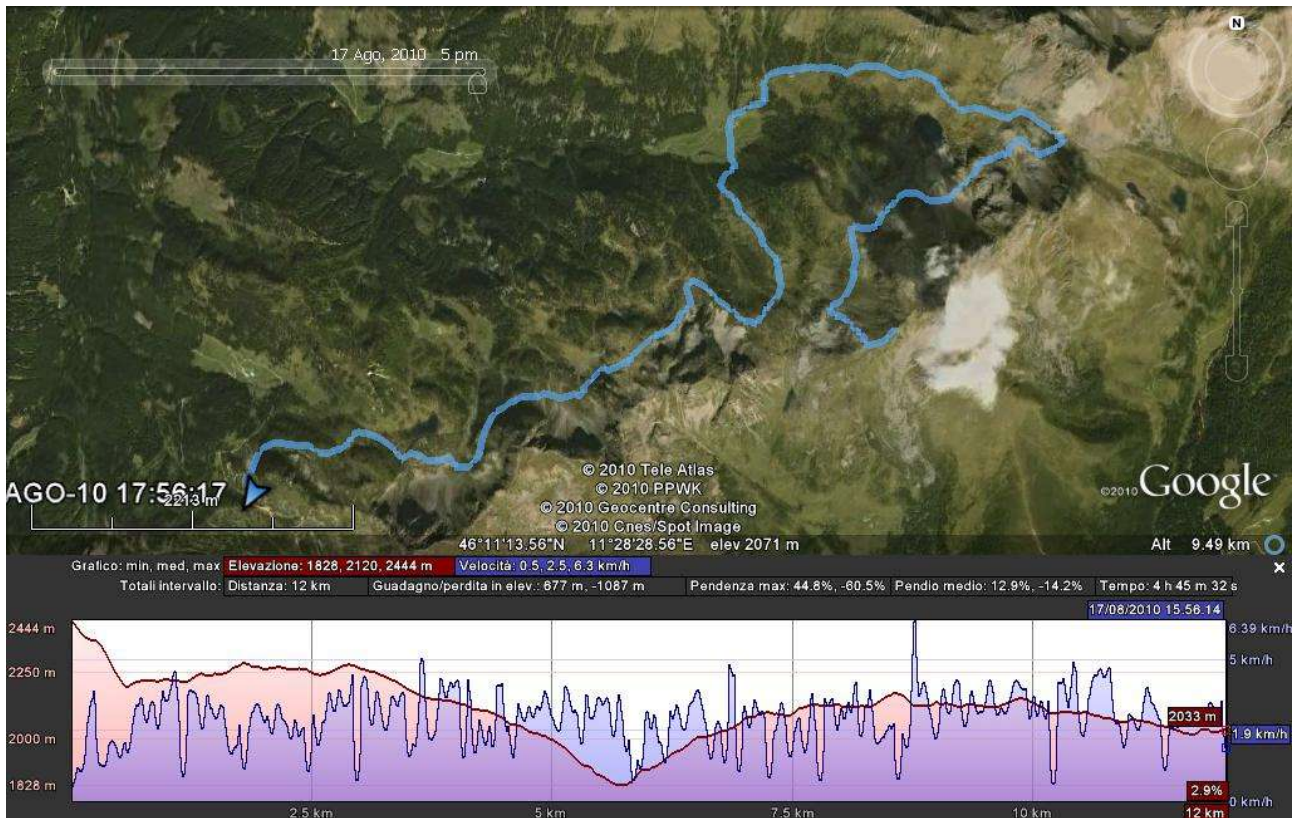 N
17 Ago, 2010 5 pm
AGO-10 17:56:17
2213 m
© 2010 Tele Atlas
© 2010 PPWK
© 2010 Geocentre Consulting
© 2010 Cnes/Spot Image
©2010 Google
46°11'13.56"N 11°28'28.56"E elev 2071 m
Alt 9.49 km
Grafico: min, med, max Elevazione: 1828, 2120, 2444 m Velocità: 0.5, 2.5, 6.3 km/h
Totali intervallo: Distanza: 12 km Guadagno/perdita in elev.: 677 m, -1087 m Pendenza max: 44.8%, -60.5% Pendio medio: 12.9%, -14.2% Tempo: 4 h 45 m 32 s
17/08/2010 15.56.14
2444 m 6.39 km/h
5 km/h
2250 m
2033 m
2000 m 1.9 km/h
1828 m
2.9%
0 km/h
2.5 km 5 km 7.5 km 10 km 12 km